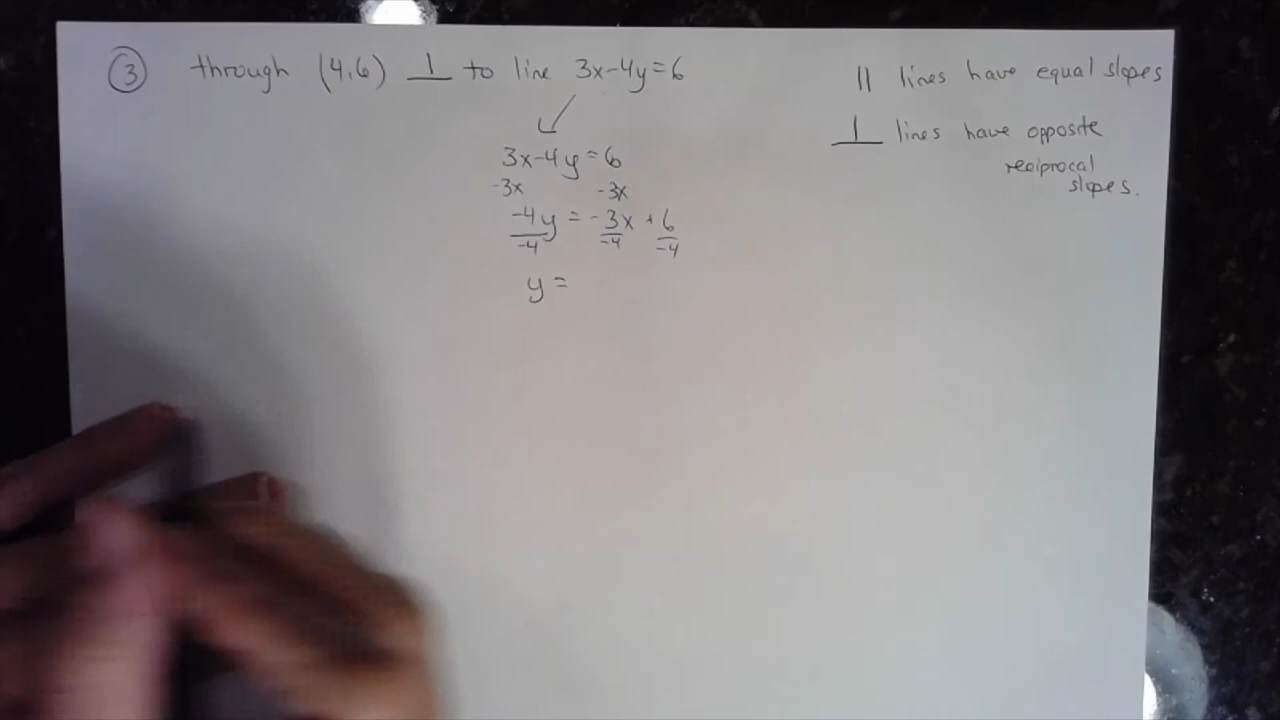 ③ through (4,6) ⊥ to line 3x-4y=6
3x-4y=6
-3x -3x
-4y = -3x + 6
-4 -4 -4
y =
|| lines have equal slopes
⊥ lines have opposite
reciprocal
slopes.